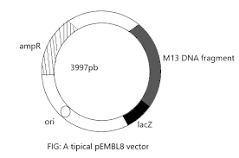 ampR
3997pb
M13 DNA fragment
ori
lacZ
FIG: A tipical pEMBL8 vector